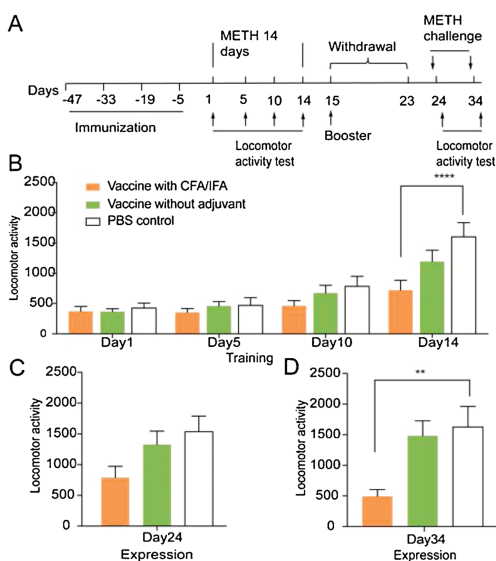 A
METH 14
days
Withdrawal
METH
challenge
Days
-47 -33 -19 -5 1 5 10 14 15 23 24 34
Immunization
Locomotor
activity test
Booster
Locomotor
activity test
B
2500
2000
1500
1000
500
0
Locomotor activity
Vaccine with CFA/IFA
Vaccine without adjuvant
PBS control
****
Day1 Day5 Day10 Day14
Training
C
2500
2000
1500
1000
500
0
Locomotor activity
Day24
Expression
D
2500
2000
1500
1000
500
0
Locomotor activity
**
Day34
Expression